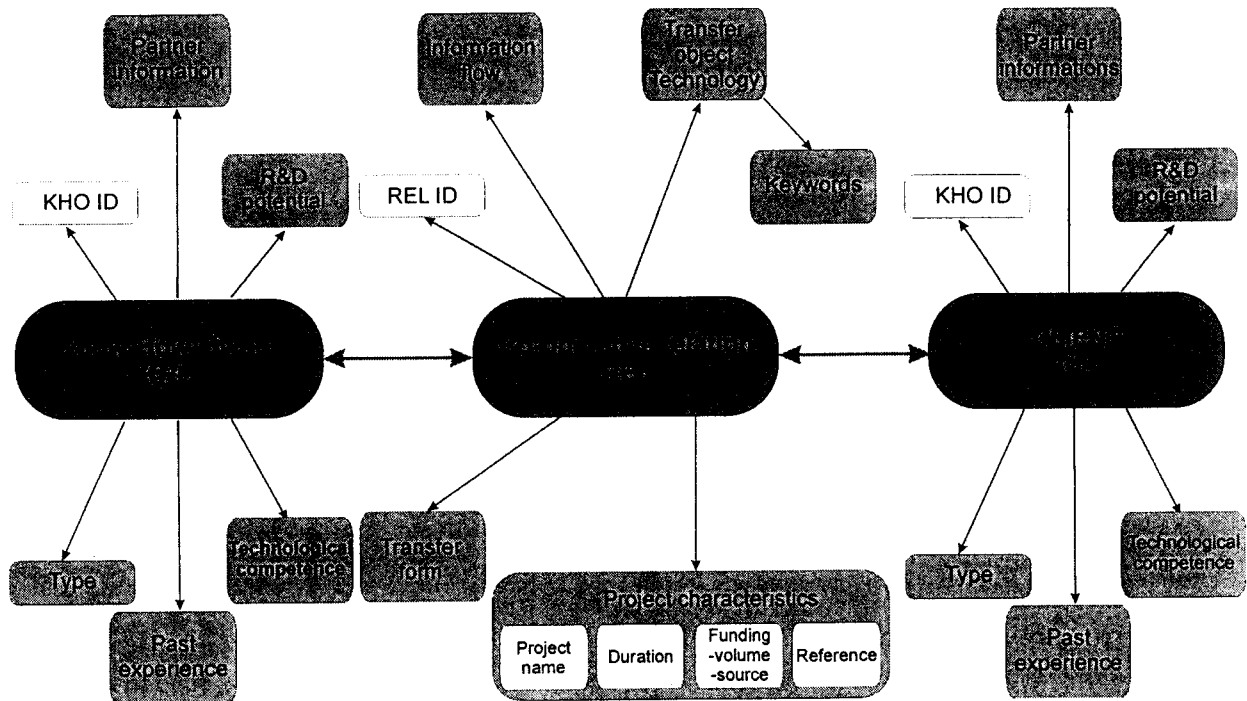 Partner
information
Information
flow
Transfer
object
Technology
Partner
informations
KHO ID
R&D
potential
REL ID
Keywords
KHO ID
R&D
potential
Type
Technological
competence
Transfer
form
Type
Technological
competence
Past
experience
Project characteristics
Project
name
Duration
Funding
-volume
-source
Reference
Past
experience